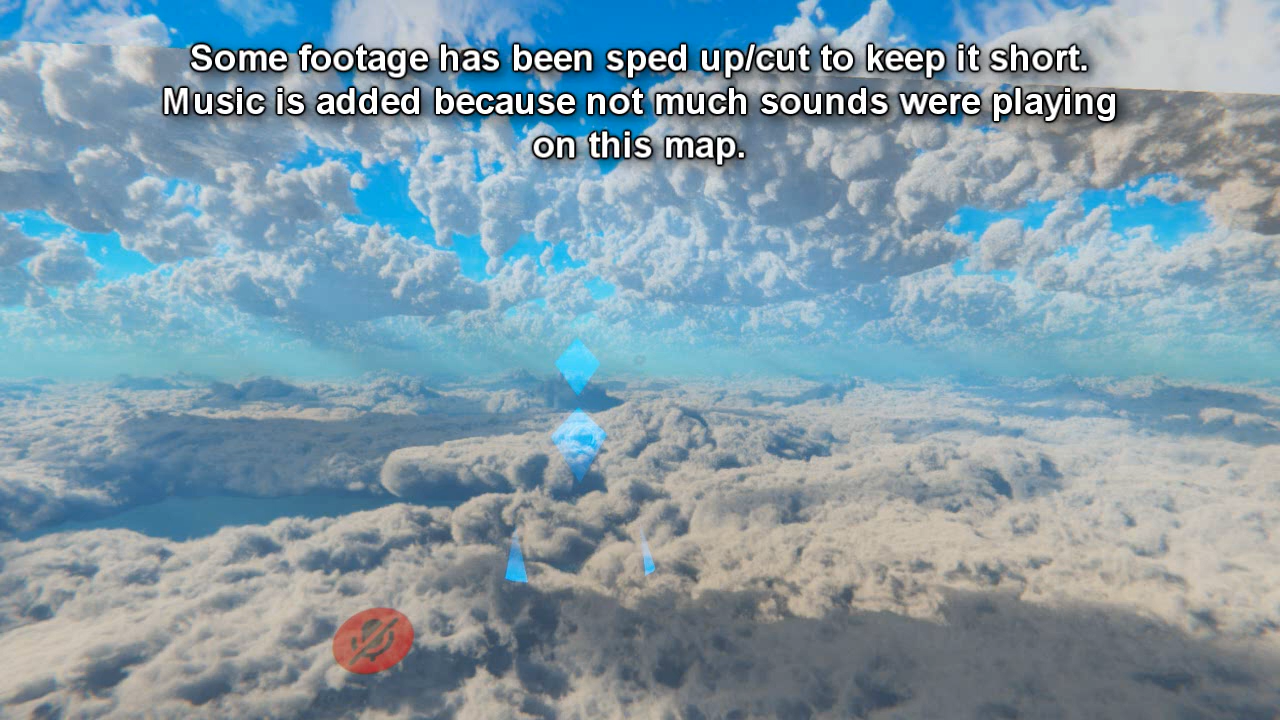 Some footage has been sped up/cut to keep it short.
Music is added because not much sounds were playing
on this map.